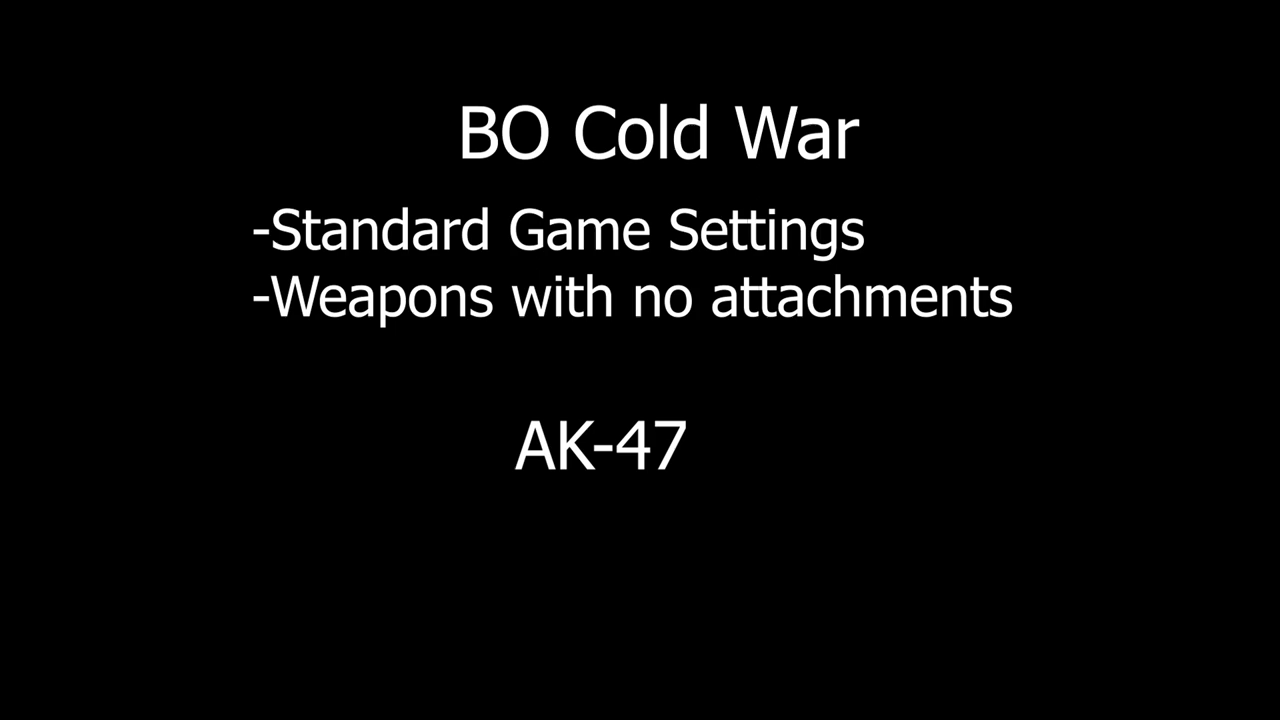 BO Cold War
-Standard Game Settings
-Weapons with no attachments
AK-47